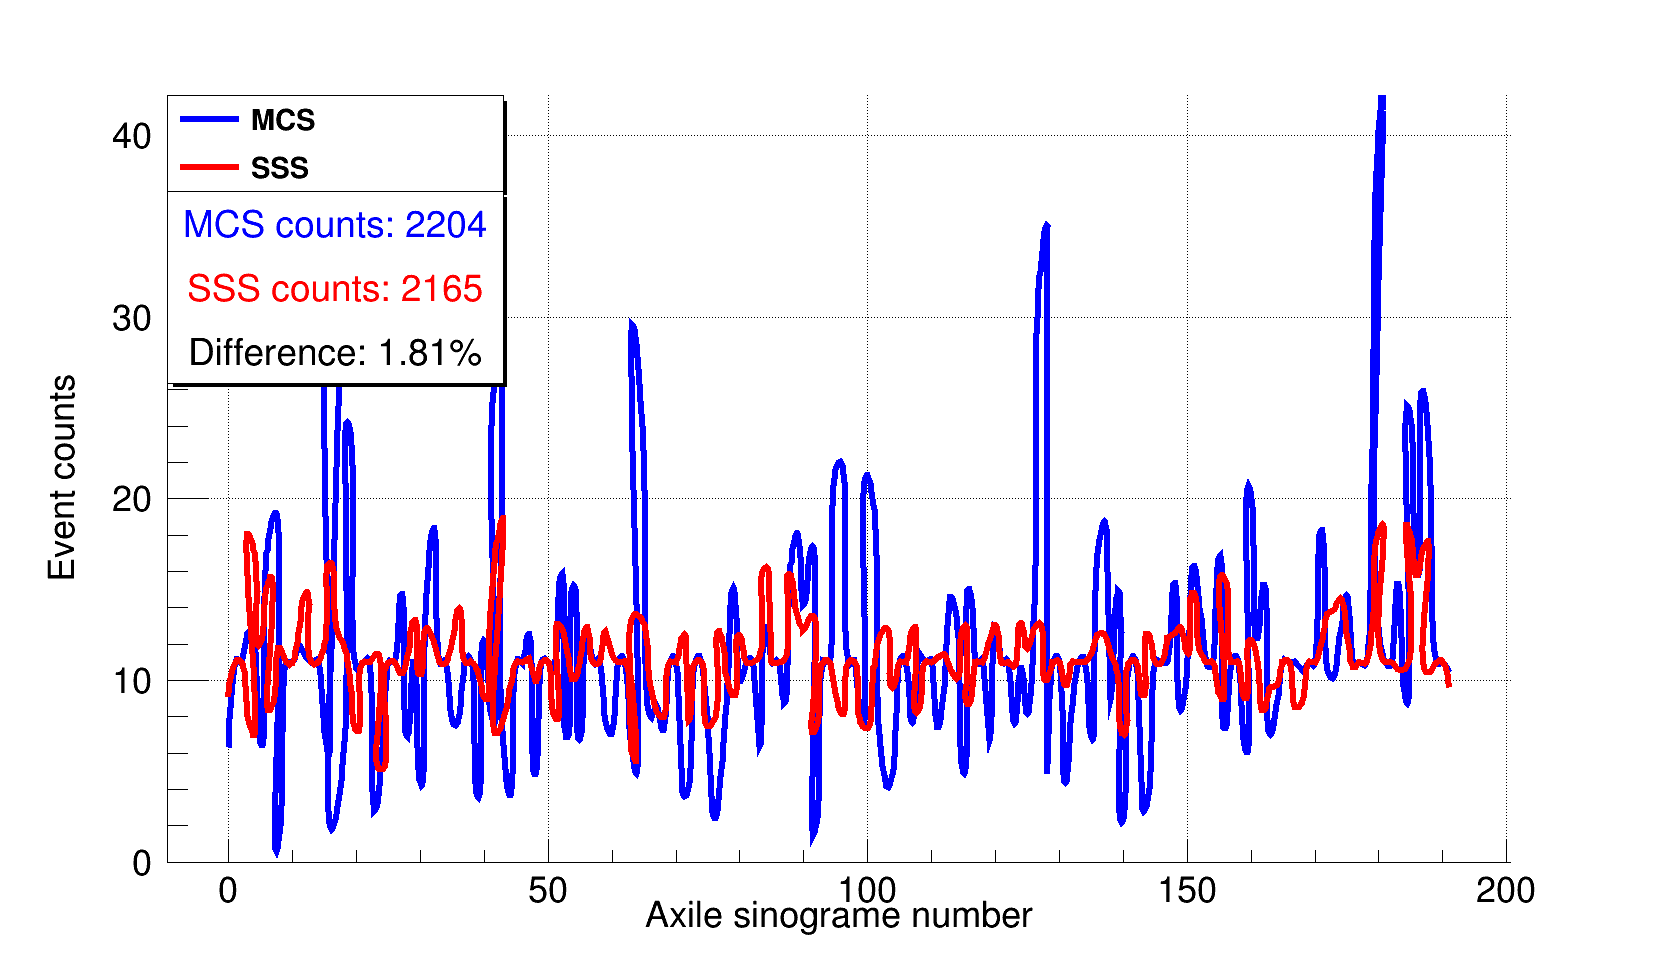 MCS
SSS
MCS counts: 2204
SSS counts: 2165
Difference: 1.81%
Event counts
40
30
20
10
0
0 50 100 150 200
Axile sinograme number